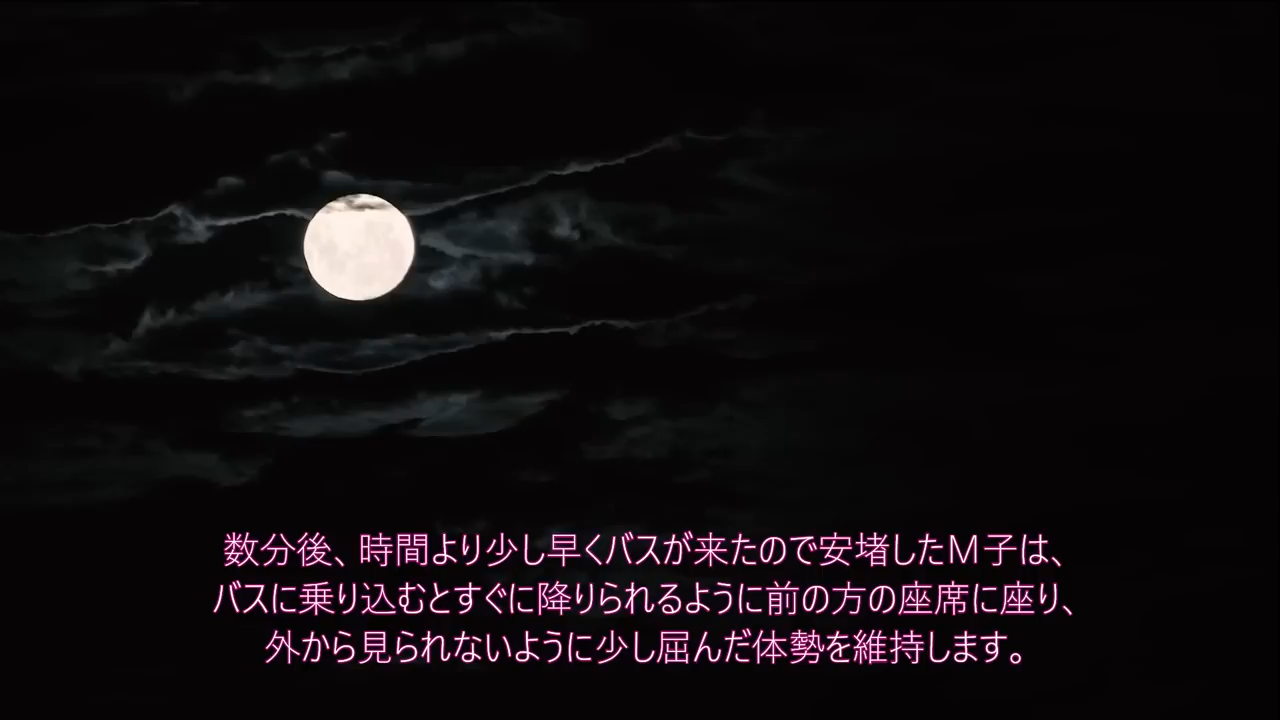 数分後、時間より少し早くバスが来たので安堵したＭ子は、
バスに乗り込むとすぐに降りられるように前の方の座席に座り、
外から見られないように少し屈んだ体勢を維持します。